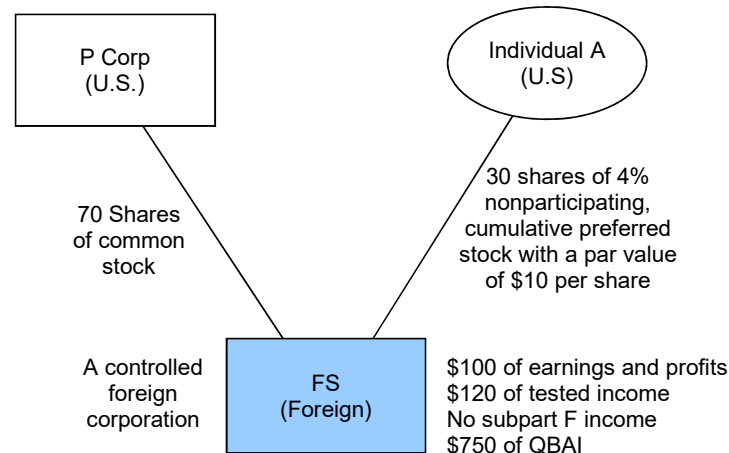 P Corp
(U.S.)
Individual A
(U.S)
70 Shares
of common
stock
30 shares of 4%
nonparticipating,
cumulative preferred
stock with a par value
of $10 per share
A controlled
foreign
corporation
FS
(Foreign)
$100 of earnings and profits
$120 of tested income
No subpart F income
$750 of QBAI